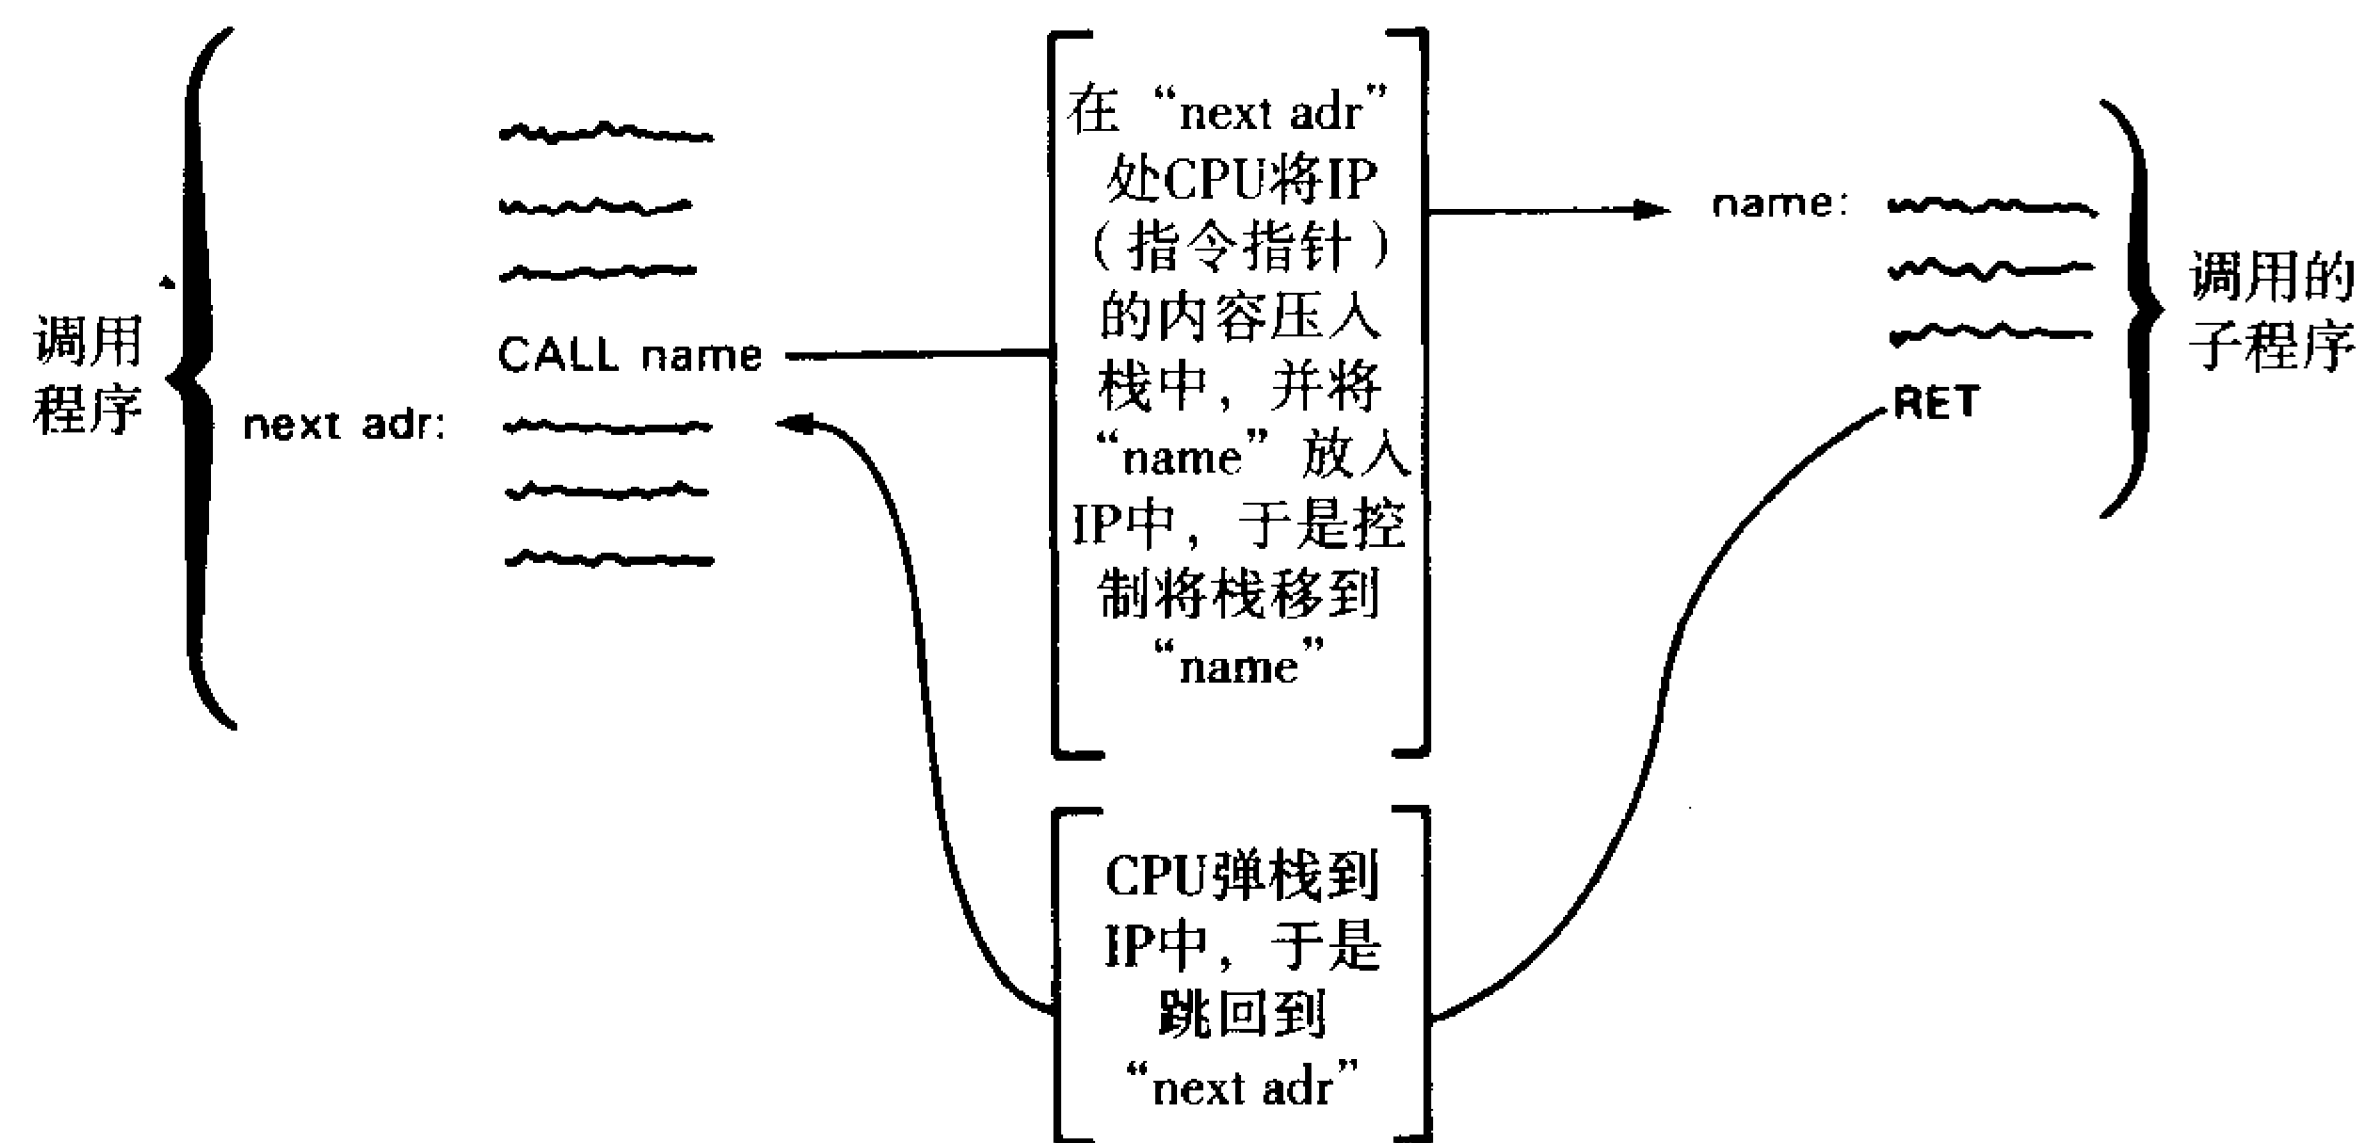 调用
程序
CALL name
next adr:
在“next adr”
处CPU将IP
（指令指针）
的内容压入
栈中，并将
“name”放入
IP中，于是控
制将栈移到
“name”
name:
RET
调用的
子程序
CPU弹栈到
IP中，于是
跳回到
“next adr”